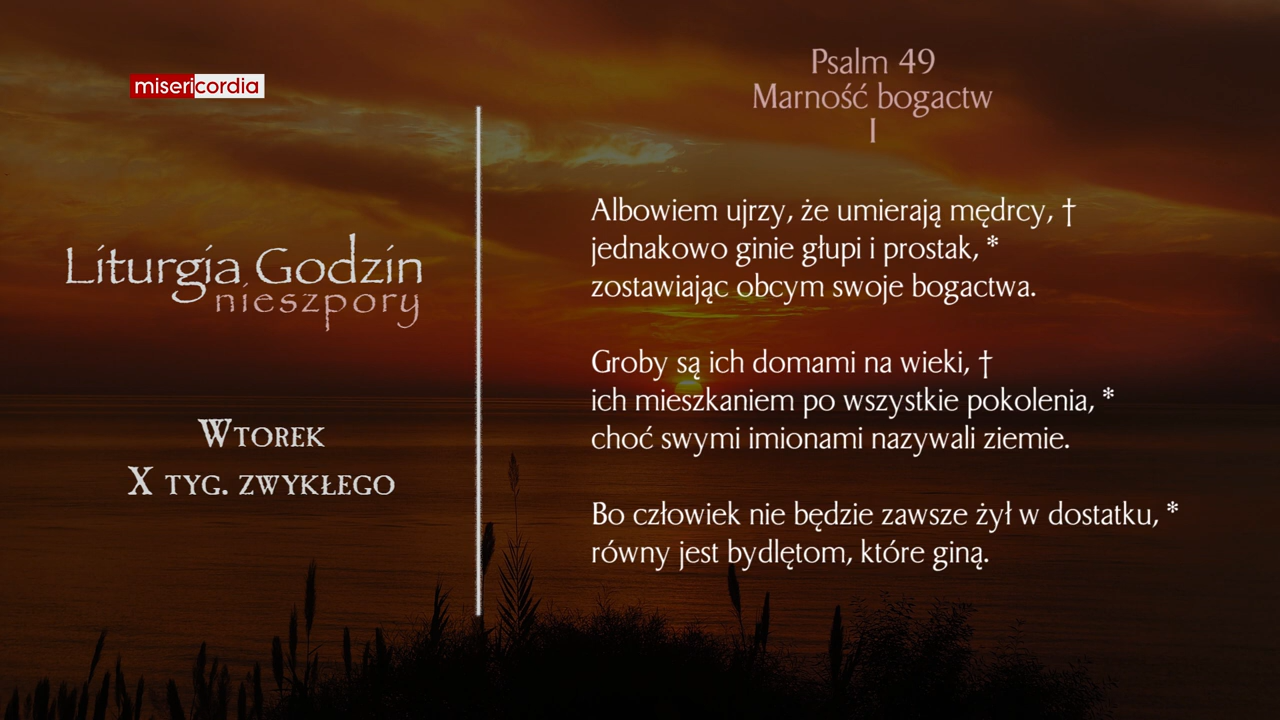 misericordia
Liturgia Godzin
nieszpory
Wtorek
X tyg. zwykłego
Psalm 49
Marność bogactw
I
Albowiem ujrzy, że umierają mędrcy, †
jednakowo ginie głupi i prostak, *
zostawiając obcym swoje bogactwa.
Groby są ich domami na wieki, †
ich mieszkaniem po wszystkie pokolenia, *
choć swymi imionami nazywali ziemie.
Bo człowiek nie będzie zawsze żył w dostatku, *
równy jest bydlętom, które giną.